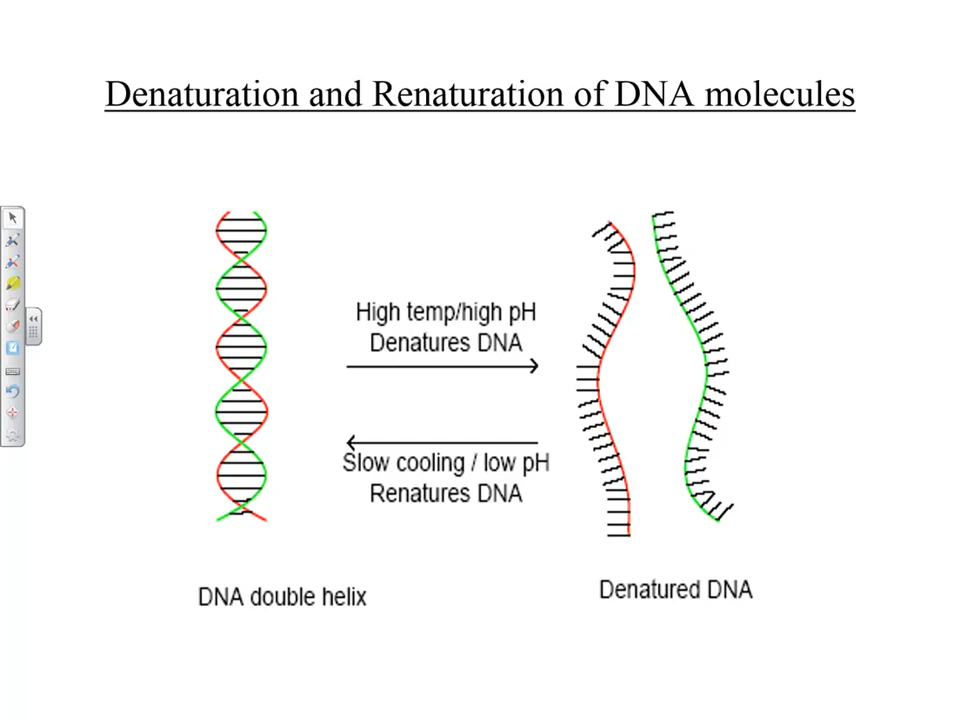 Denaturation and Renaturation of DNA molecules
High temp/high pH
Denatures DNA
Slow cooling / low pH
Renatures DNA
DNA double helix
Denatured DNA